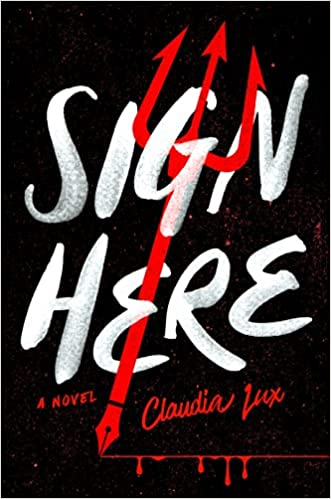 SIGN
HERE
A NOVEL
Claudia Lux